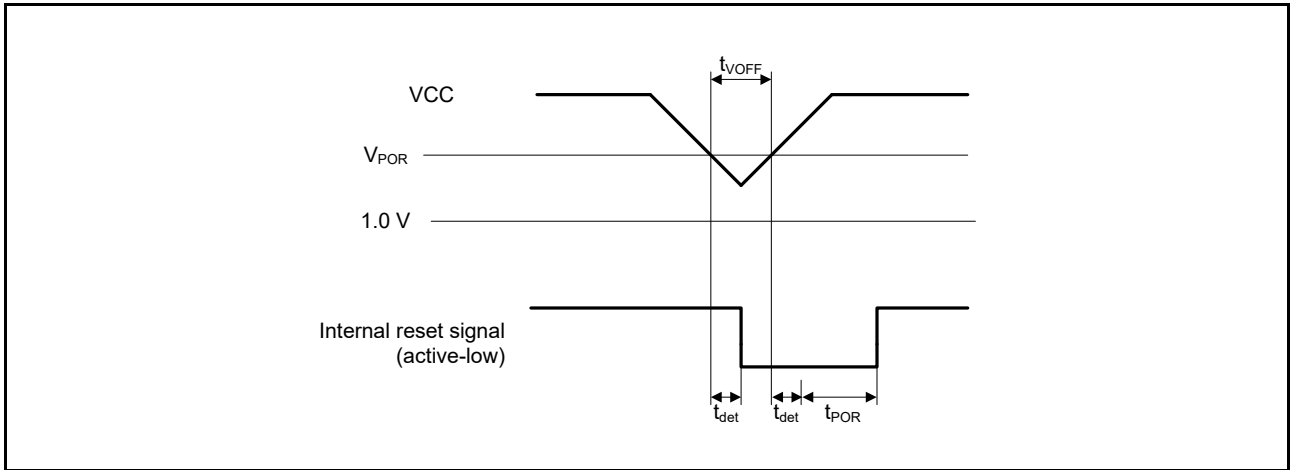 tVOFF
VCC
VPOR
1.0 V
Internal reset signal
(active-low)
tdet
tdet
tPOR